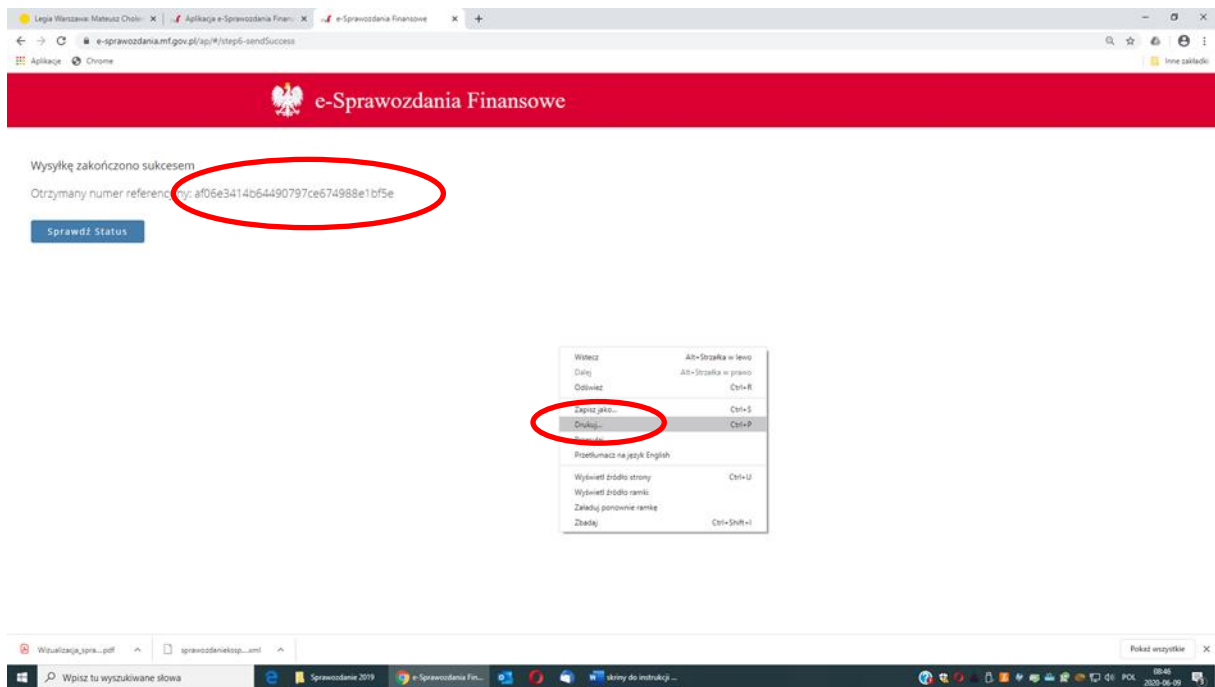 Legia Warszawa: Mateusz Cholew
Aplikacja e-Sprawozdania Finans
e-Sprawozdania Finansowe
e-sprawozdania.mf.gov.pl/ap/#/step6-sendSuccess
Aplikacje
Chrome
Inne zakładki
e-Sprawozdania Finansowe
Wysyłkę zakończono sukcesem
Otrzymany numer referencyjny: af06e3414b64490797ce674988e1bf5e
Sprawdź Status
Wstecz Alt+Strzałka w lewo
Dalej Alt+Strzałka w prawo
Odśwież Ctrl+R
Zapisz jako... Ctrl+S
Drukuj... Ctrl+P
Przetłumacz na język English
Wyświetl źródło strony Ctrl+U
Wyświetl źródło ramki
Załaduj ponownie ramkę
Zbadaj Ctrl+Shift+I
Wizualizacja_spra....pdf
sprawozdaniekssp....xml
Pokaż wszystkie
Wpisz tu wyszukiwane słowa
Sprawozdanie 2019
e-Sprawozdania Fin...
skriny do instrukcji ...
POL
08:46
2020-06-09